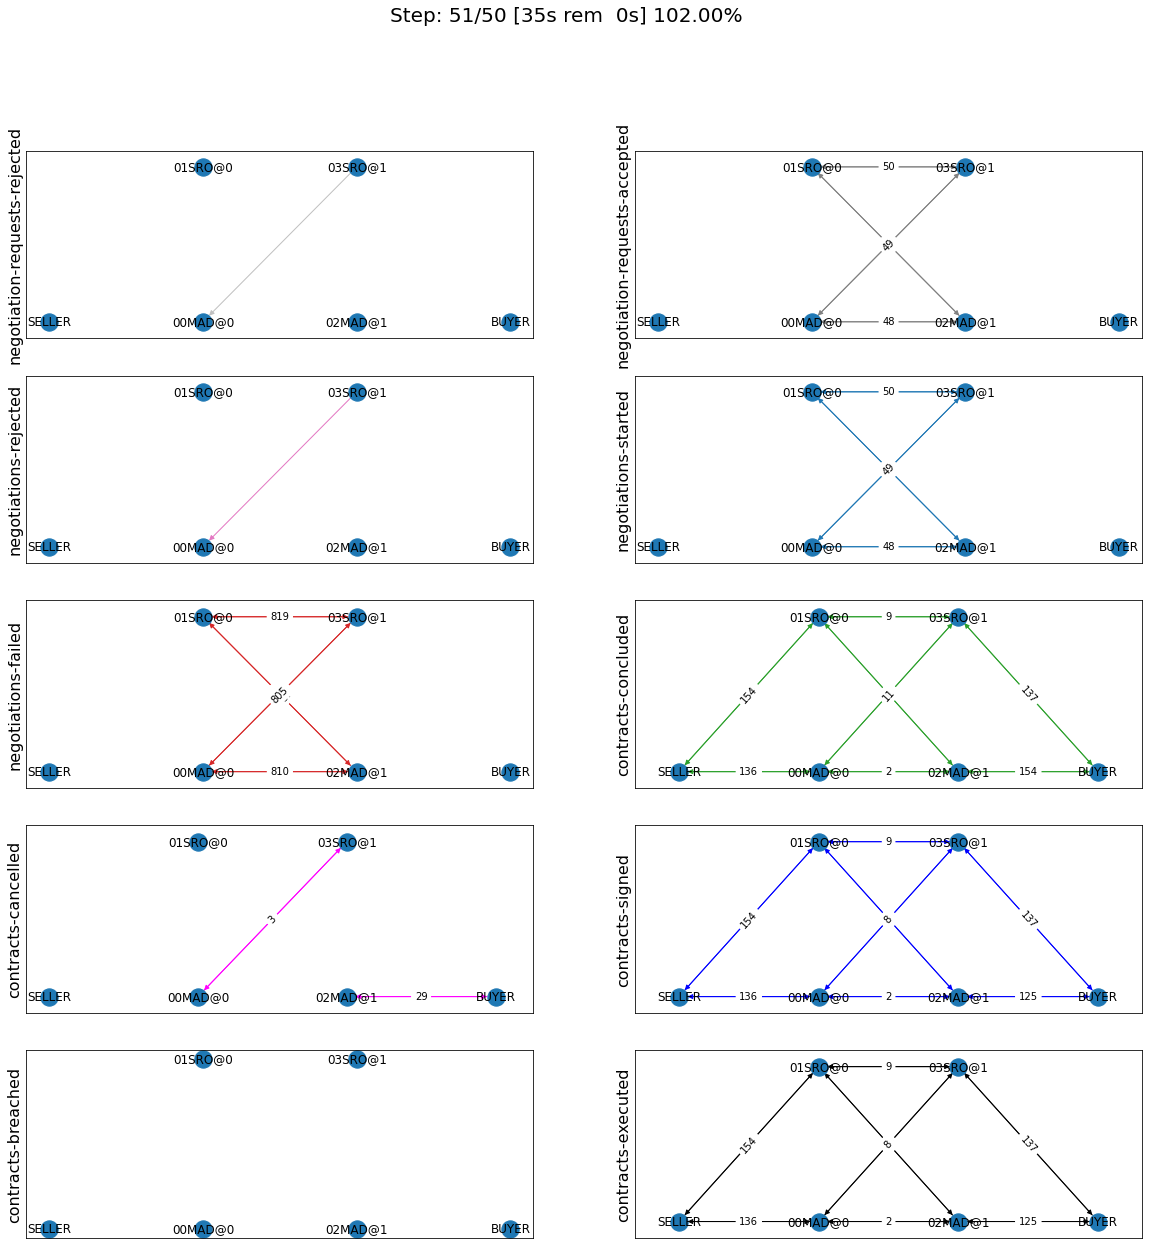 Step: 51/50 [35s rem  0s] 102.00%
negotiation-requests-rejected
01SRO@0 03SRO@1
SELLER 00MAD@0 02MAD@1 BUYER
negotiation-requests-accepted
01SRO@0 50 03SRO@1
49
SELLER 00MAD@0 48 02MAD@1 BUYER
negotiations-rejected
01SRO@0 03SRO@1
SELLER 00MAD@0 02MAD@1 BUYER
negotiations-started
01SRO@0 50 03SRO@1
49
SELLER 00MAD@0 48 02MAD@1 BUYER
negotiations-failed
01SRO@0 819 03SRO@1
805
SELLER 00MAD@0 810 02MAD@1 BUYER
contracts-concluded
01SRO@0 9 03SRO@1
154 11 137
SELLER 136 00MAD@0 2 02MAD@1 154 BUYER
contracts-cancelled
01SRO@0 03SRO@1
3
SELLER 00MAD@0 02MAD@1 29 BUYER
contracts-signed
01SRO@0 9 03SRO@1
154 8 137
SELLER 136 00MAD@0 2 02MAD@1 125 BUYER
contracts-breached
01SRO@0 03SRO@1
SELLER 00MAD@0 02MAD@1 BUYER
contracts-executed
01SRO@0 9 03SRO@1
154 8 137
SELLER 136 00MAD@0 2 02MAD@1 125 BUYER